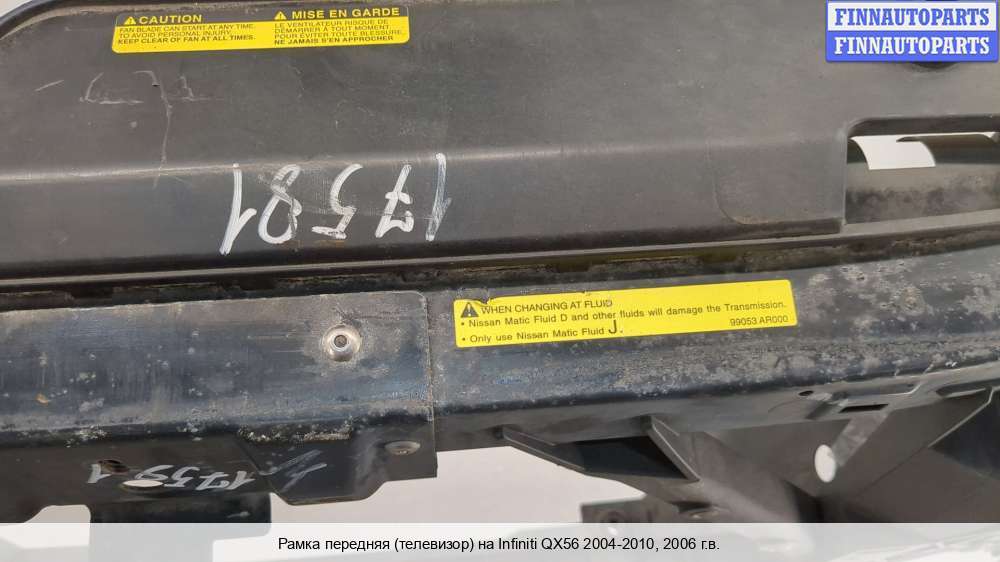 CAUTION
FAN BLADE CAN START AT ANY TIME.
TO AVOID PERSONAL INJURY,
KEEP CLEAR OF FAN AT ALL TIMES.
MISE EN GARDE
LE VENTILATEUR RISQUE DE
DÉMARRER À TOUT MOMENT
POUR ÉVITER TOUTE BLESSURE,
NE JAMAIS S'EN APPROCHER
FINNAUTOPARTS
FINNAUTOPARTS
17581
WHEN CHANGING AT FLUID
• Nissan Matic Fluid D and other fluids will damage the Transmission.
• Only use Nissan Matic Fluid J.
99053 AR000
Рамка передняя (телевизор) на Infiniti QX56 2004-2010, 2006 г.в.